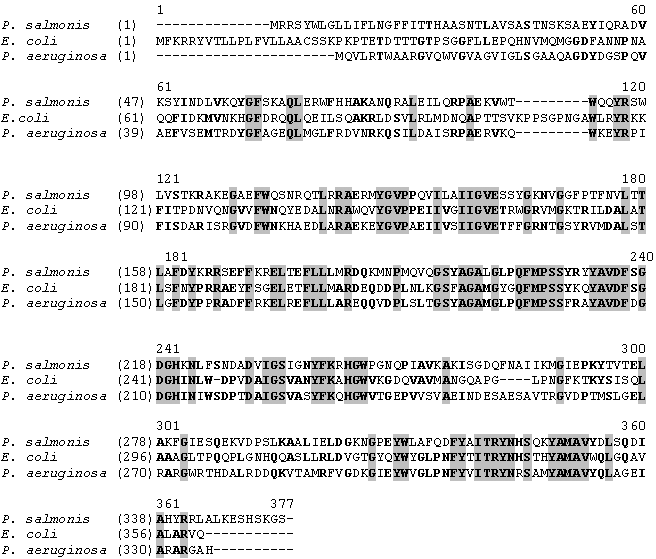 1 60
P. salmonis (1) --------------MRRSYWLGLLIFLNGFFITTHAASNTLAVSASTNSKSAEYIQRADV
E. coli (1) MFKRRYVTLLPLFVLLAACSSKPKPTETDTTTGTPSGGFLLEPQHNVMQMGGDFANNPNA
P. aeruginosa (1) ----------------------MQVLRTWAARGVQWVGVAGVIGLSGAAQAGDYDGSPQV
61 120
P. salmonis (47) KSYINDLVKQYGFSKAQLERWFHHAKANQRALEILQRPAEKVWT---------WQQYRSW
E.coli (61) QQFIDKMVNKHGFDRQQLQEILSQAKRLDSVLRLMDNQAPTTSVKPPSGPNGAWLRYRKK
P. aeruginosa (39) AEFVSEMTRDYGFAGEQLMGLFRDVNRKQSILDAISRPAERVKQ---------WKEYRPI
121 180
P. salmonis (98) LVSTKRAKEGAEFWQSNRQTLRRAERMYGVPPQVILAIIGVESSYGKNVGGFPTFNVLTT
E. coli (121) FITPDNVQNGVVFWNQYEDALNRAWQVYGVPPEIIVGIIGVETRWGRVMGKTRILDALAT
P. aeruginosa (90) FISDARISRGVDFWNKHAEDLARAEKEYGVPAEIIVSIIGVETFFGRNTGSYRVMDALST
181 240
P. salmonis (158) LAFDYKRRSEFFKRELTEFLLLMRDQKMNPMQVQGSYAGALGLPQFMPSSYRYYAVDFSG
E. coli (181) LSFNYPRRAEYFSGELETFLLMARDEQDDPLNLKGSFAGAMGYGQFMPSSYKQYAVDFSG
P. aeruginosa (150) LGFDYPPRADFFRKELREFLLLAREQQVDPLSLTGSYAGAMGLPQFMPSSFRAYAVDFDG
241 300
P. salmonis (218) DGHKNLFSNDADVIGSIGNYFKRHGWPGNQPIAVKAKISGDQFNAIIKMGIEPKYTVTEL
E. coli (241) DGHINLW-DPVDAIGSVANYFKAHGWVKGDQVAVMANGQAPG----LPNGFKTKYSISQL
P. aeruginosa (210) DGHINIWSDPTDAIGSVASYFKQHGWVTGEPVVSVAEINDESAESAVTRGVDPTMSLGEL
301 360
P. salmonis (278) AKFGIESQEKVDPSLKAALIELDGKNGPEYWLAFQDFYAITRYNHSQKYAMAVYDLSQDI
E. coli (296) AAAGLTPQQPLGNHQQASLLRLDVGTGYQYWYGLPNFYTITRYNHSTHYAMAVWQLGQAV
P. aeruginosa (270) RARGWRTHDALRDDQKVTAMRFVGDKGIEYWVGLPNFYVITRYNRSAMYAMAVYQLAGEI
361 377
P. salmonis (338) AHYRRLALKESHSKGS-
E. coli (356) ALARVQ-----------
P. aeruginosa (330) ARARGAH----------